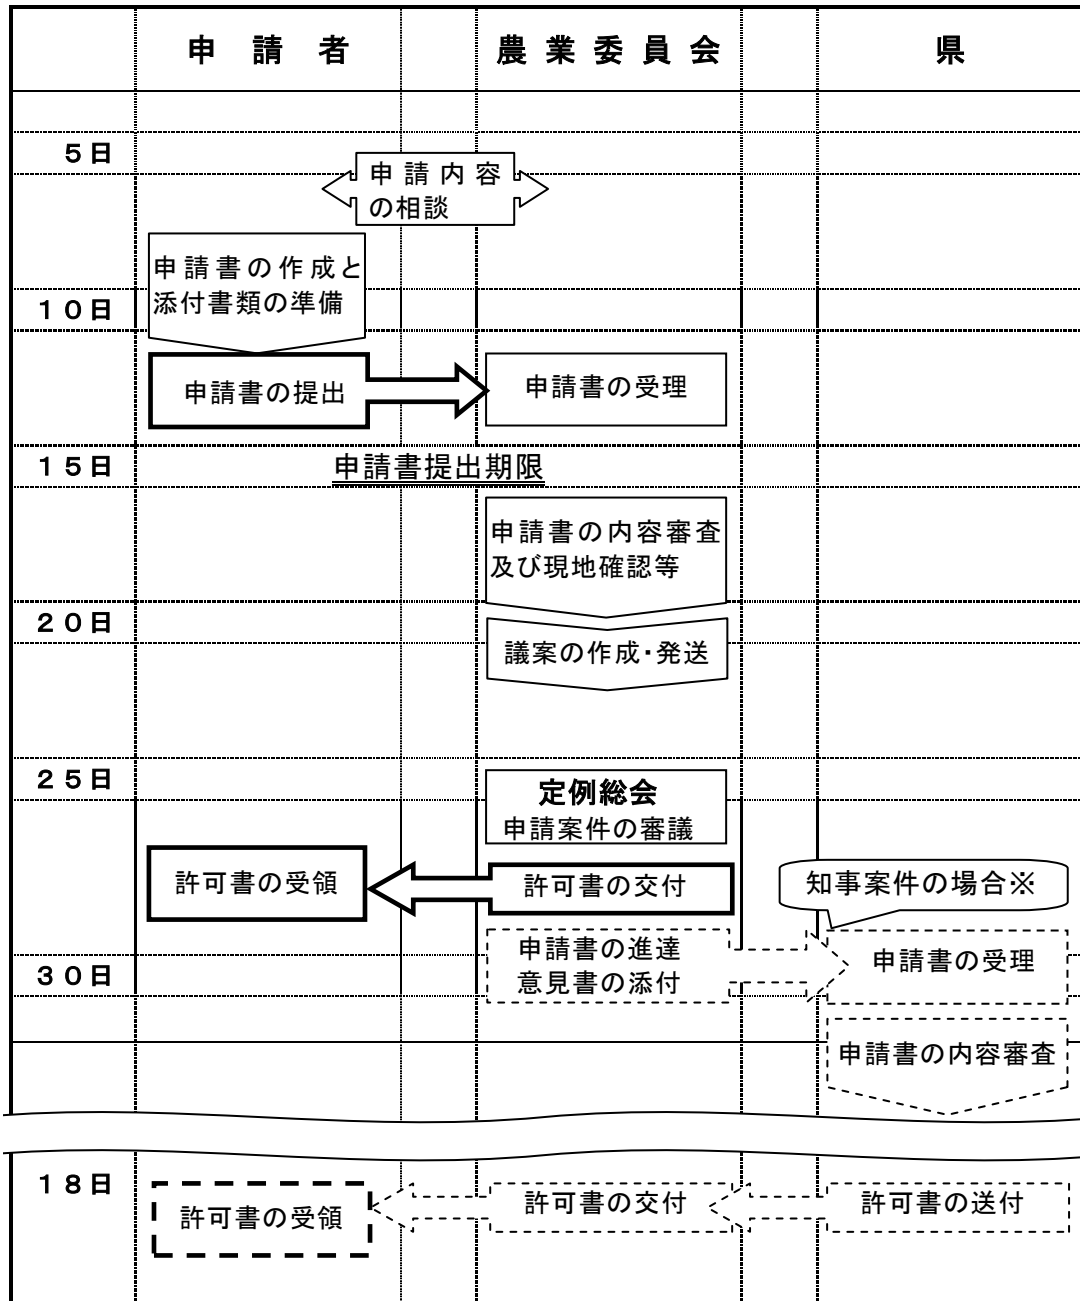 申請者 農業委員会 県
5日
申請内容
の相談
申請書の作成と
添付書類の準備
10日
申請書の提出 申請書の受理
15日 申請書提出期限
申請書の内容審査
及び現地確認等
20日
議案の作成・発送
25日
定例総会
申請案件の審議
許可書の受領 許可書の交付 知事案件の場合※
申請書の進達
意見書の添付
申請書の受理
30日
申請書の内容審査
18日
許可書の受領 許可書の交付 許可書の送付